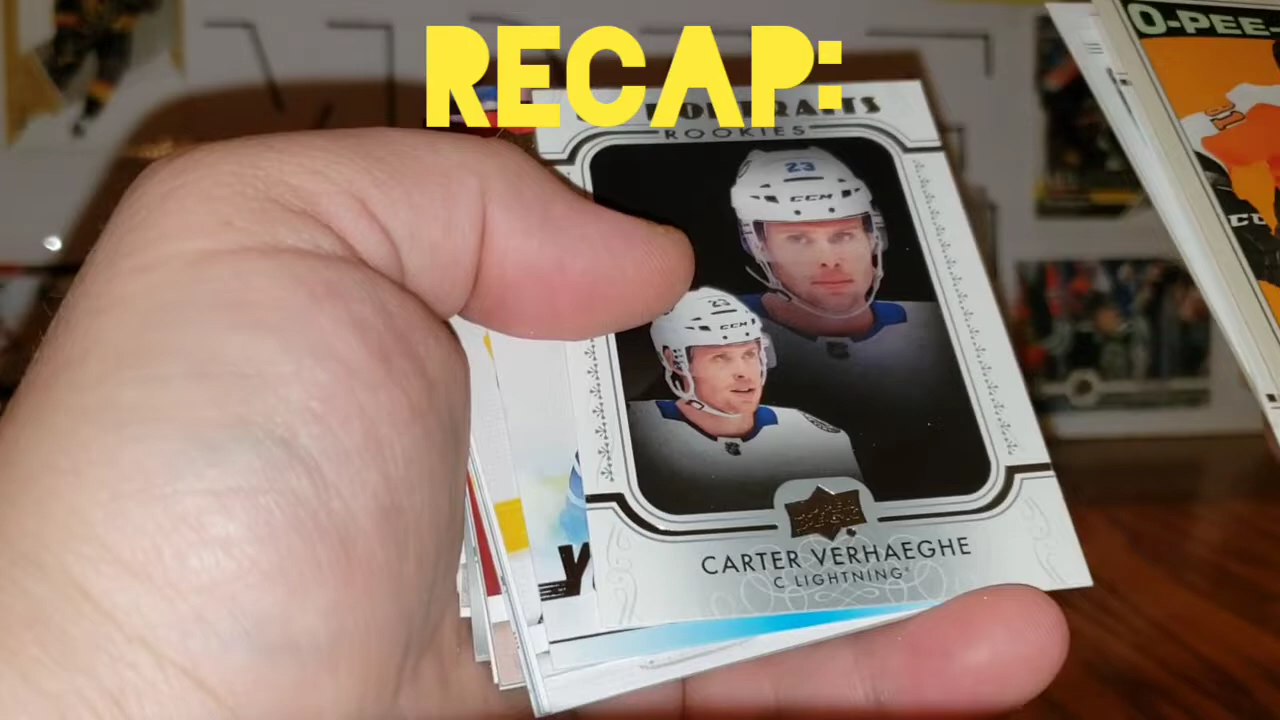 RECAP:
O-PEE-
PORTRAITS
ROOKIES
23
CCM
23
CCM
CARTER VERHAEGHE
C LIGHTNING